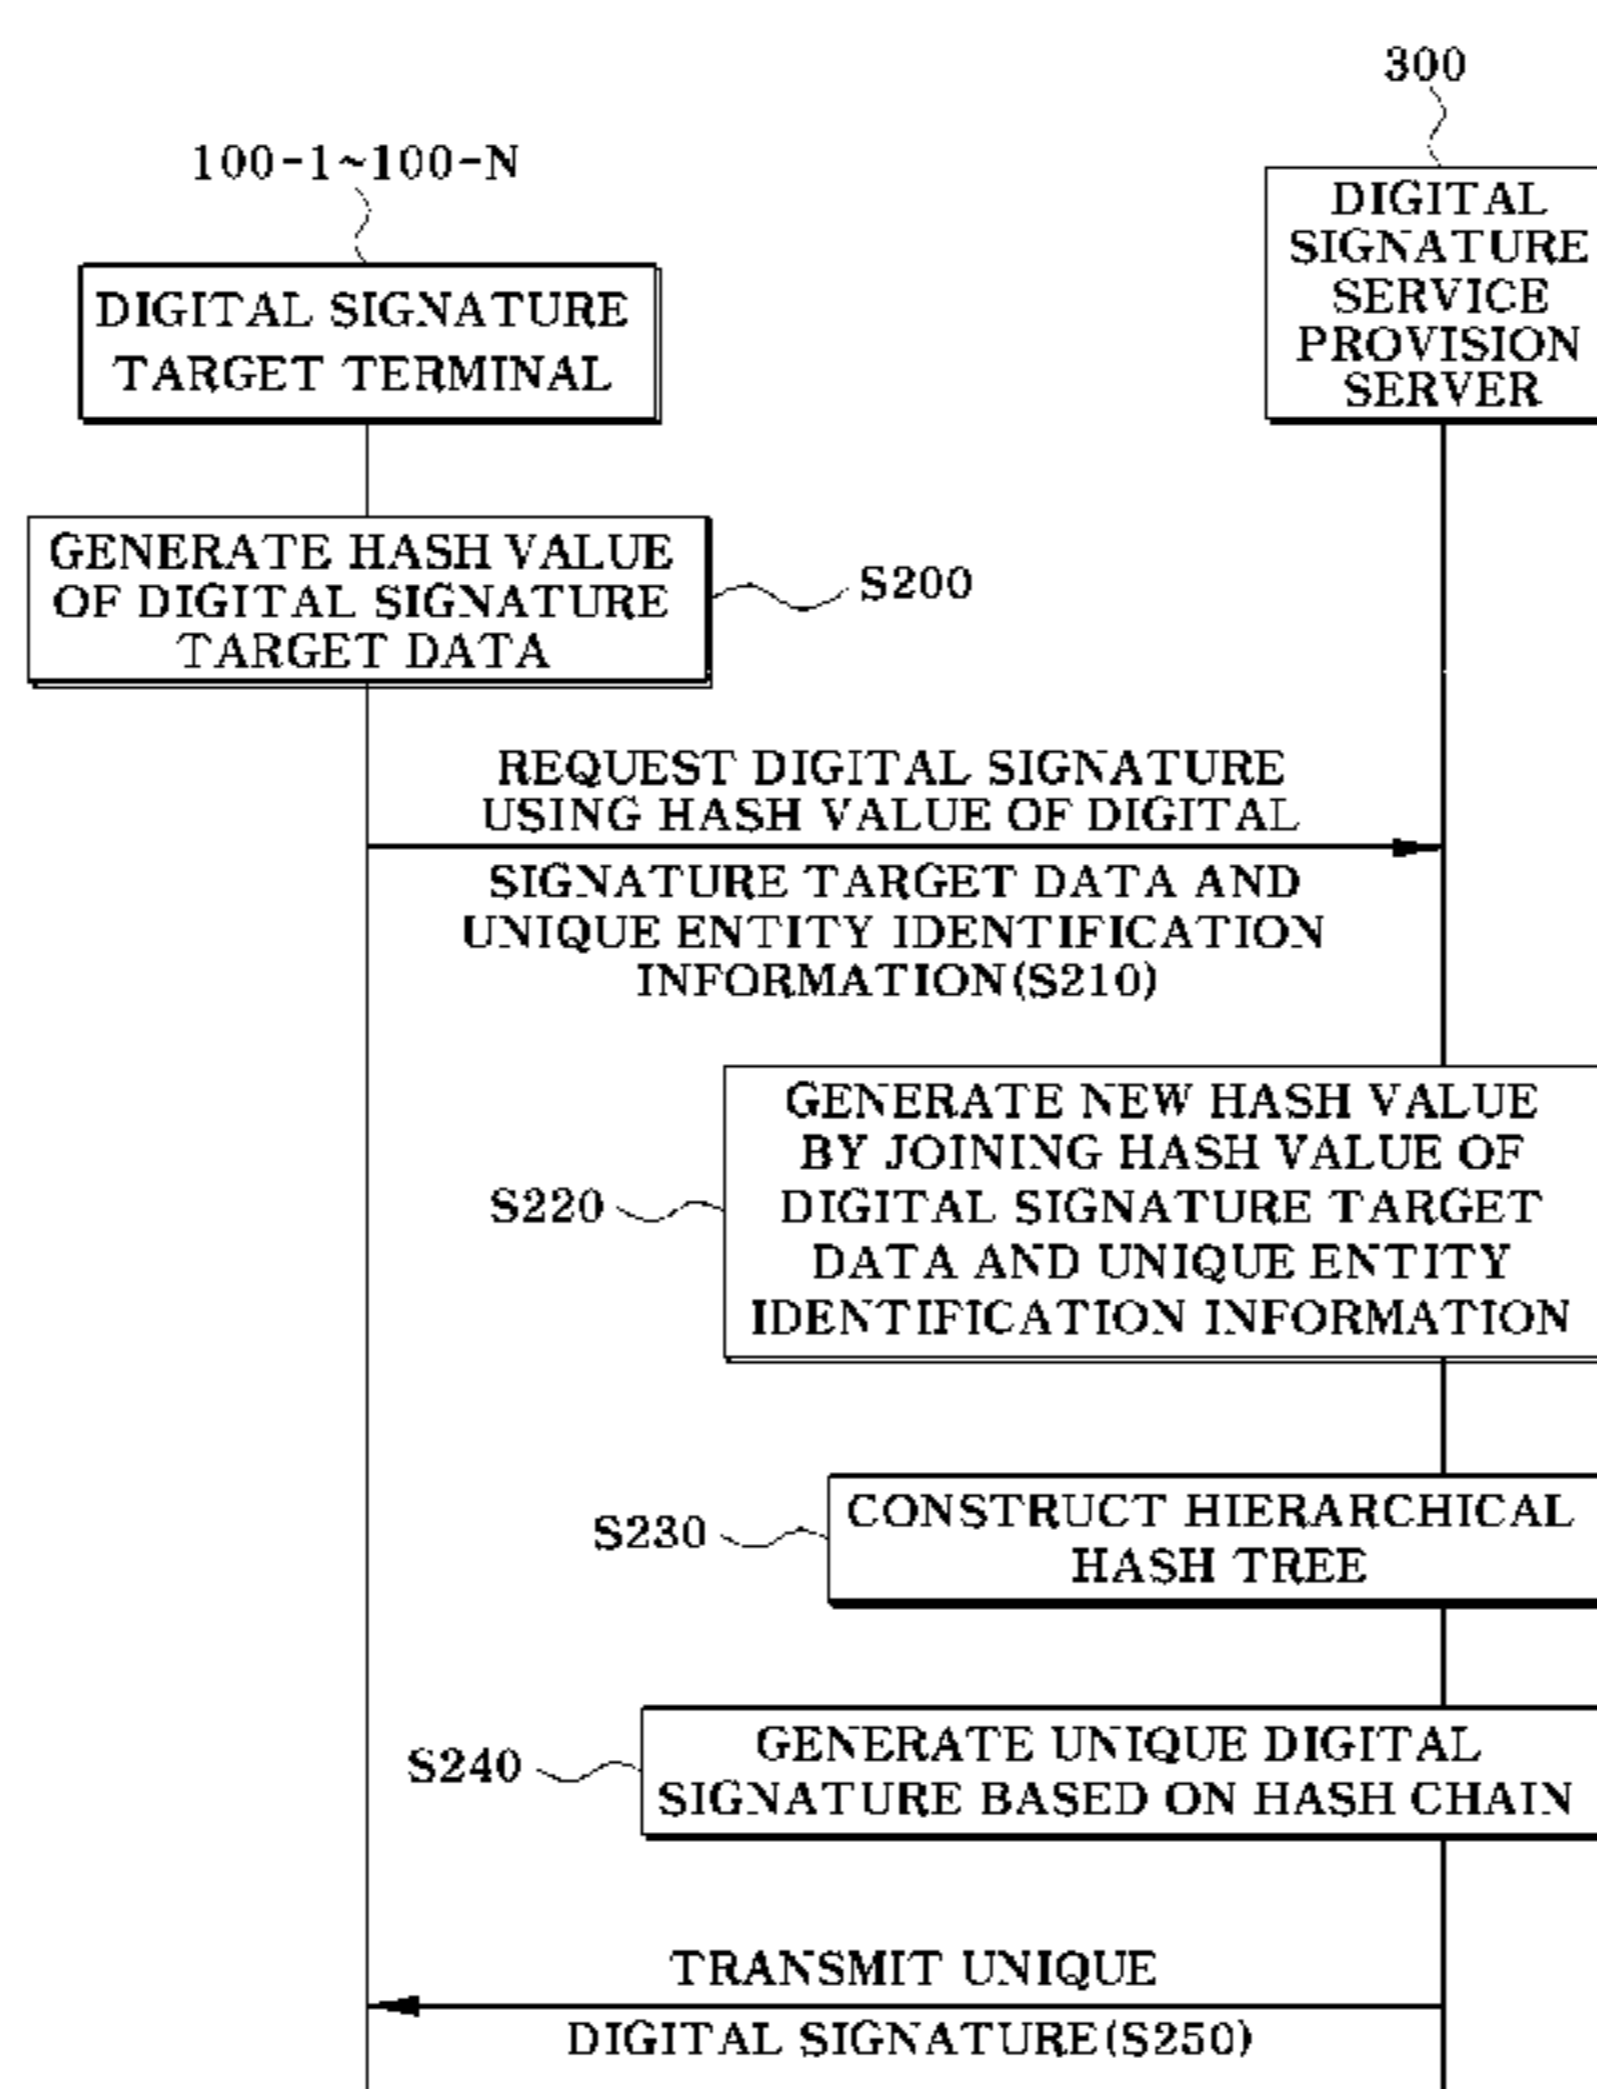 300
100-1~100-N
DIGITAL
SIGNATURE
SERVICE
PROVISION
SERVER
DIGITAL SIGNATURE
TARGET TERMINAL
GENERATE HASH VALUE
OF DIGITAL SIGNATURE
TARGET DATA
S200
REQUEST DIGITAL SIGNATURE
USING HASH VALUE OF DIGITAL
SIGNATURE TARGET DATA AND
UNIQUE ENTITY IDENTIFICATION
INFORMATION(S210)
GENERATE NEW HASH VALUE
BY JOINING HASH VALUE OF
DIGITAL SIGNATURE TARGET
DATA AND UNIQUE ENTITY
IDENTIFICATION INFORMATION
S220
CONSTRUCT HIERARCHICAL
HASH TREE
S230
GENERATE UNIQUE DIGITAL
SIGNATURE BASED ON HASH CHAIN
S240
TRANSMIT UNIQUE
DIGITAL SIGNATURE(S250)